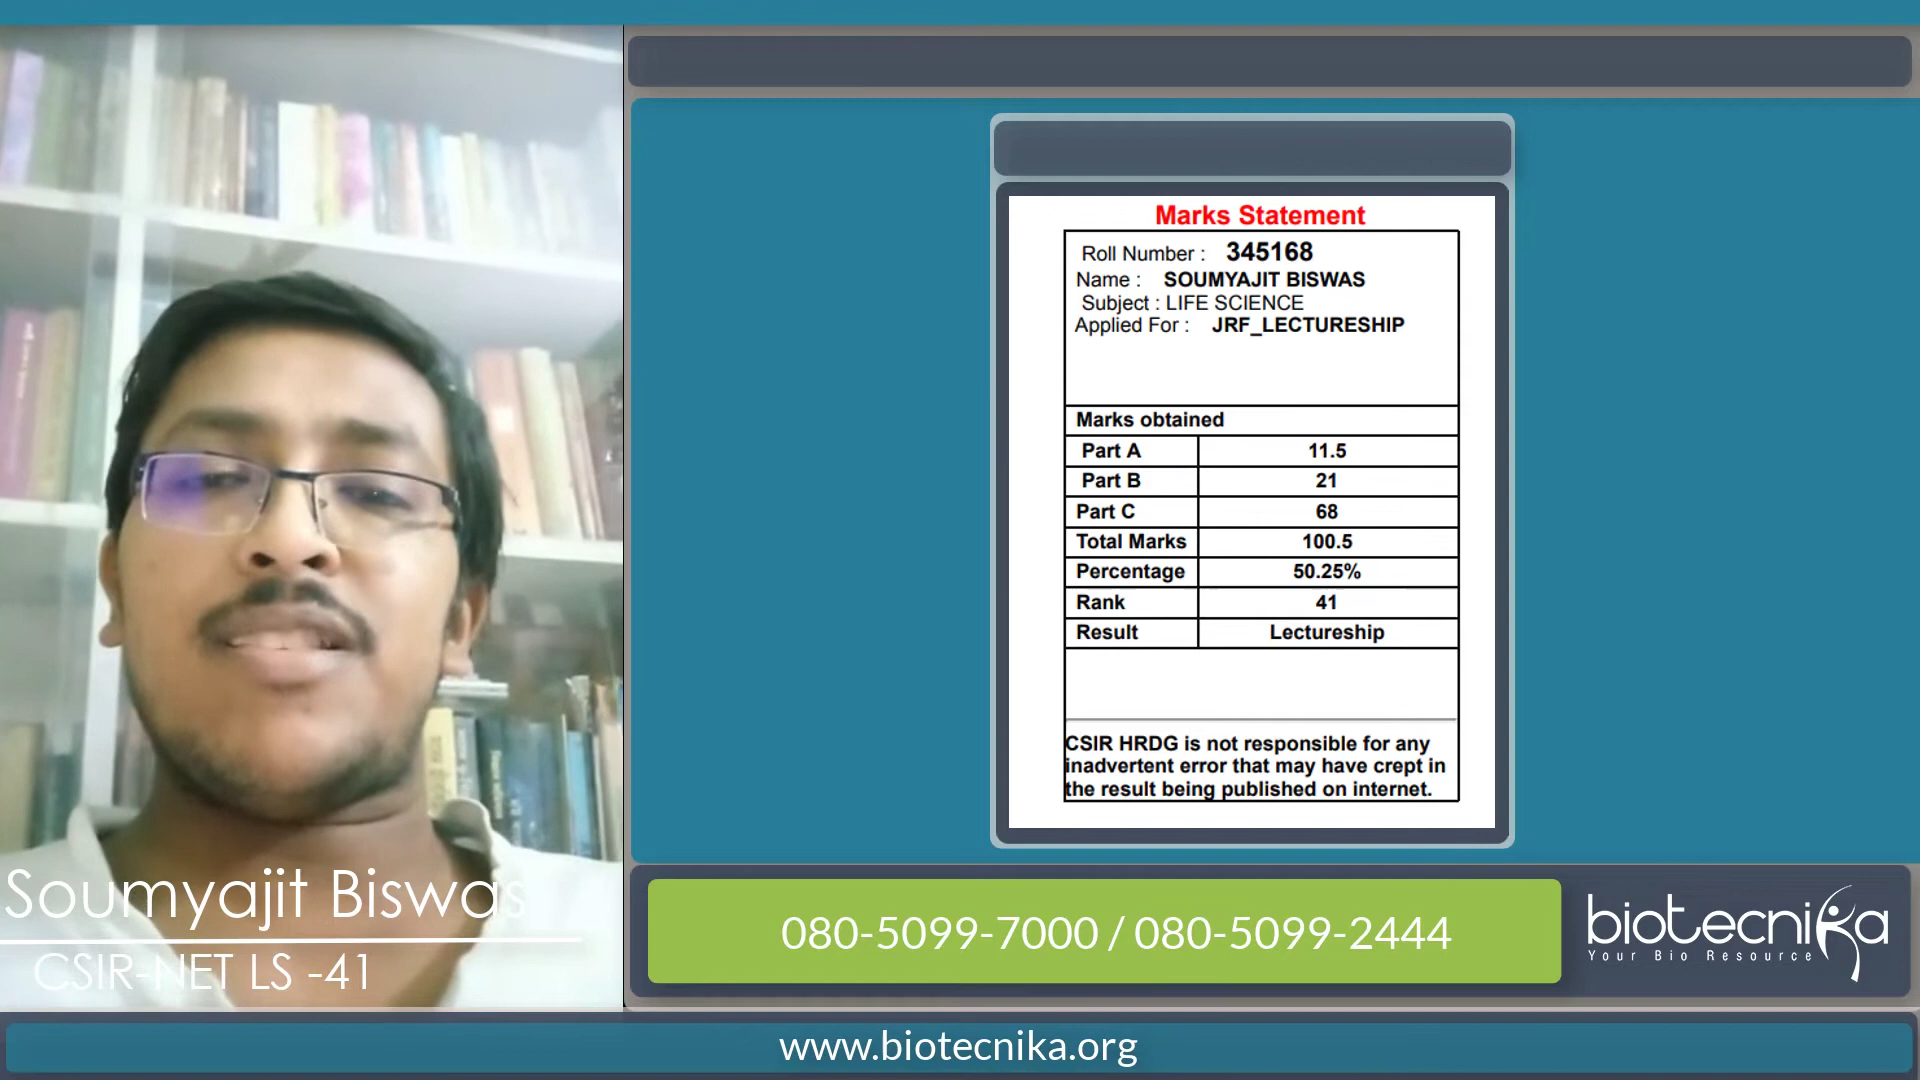 Marks Statement
Roll Number : 345168
Name : SOUMYAJIT BISWAS
Subject : LIFE SCIENCE
Applied For : JRF_LECTURESHIP
Marks obtained
Part A 11.5
Part B 21
Part C 68
Total Marks 100.5
Percentage 50.25%
Rank 41
Result Lectureship
CSIR HRDG is not responsible for any
inadvertent error that may have crept in
the result being published on internet.
Soumyajit Biswas
CSIR-NET LS -41
080-5099-7000 / 080-5099-2444
biotecnika
Your Bio Resource
www.biotecnika.org